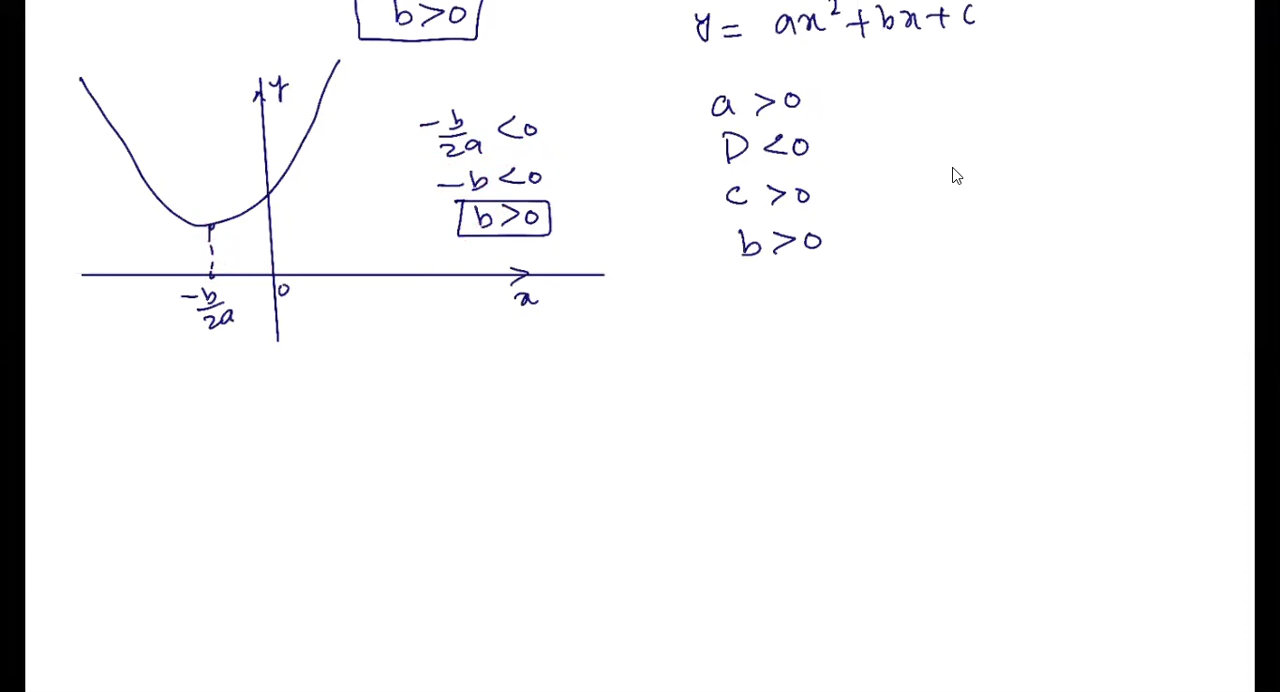 b>0
y = ax²+bx+c
y
-b/2a <0
-b <0
b>0
a >0
D <0
c >0
b >0
-b/2a
0
x